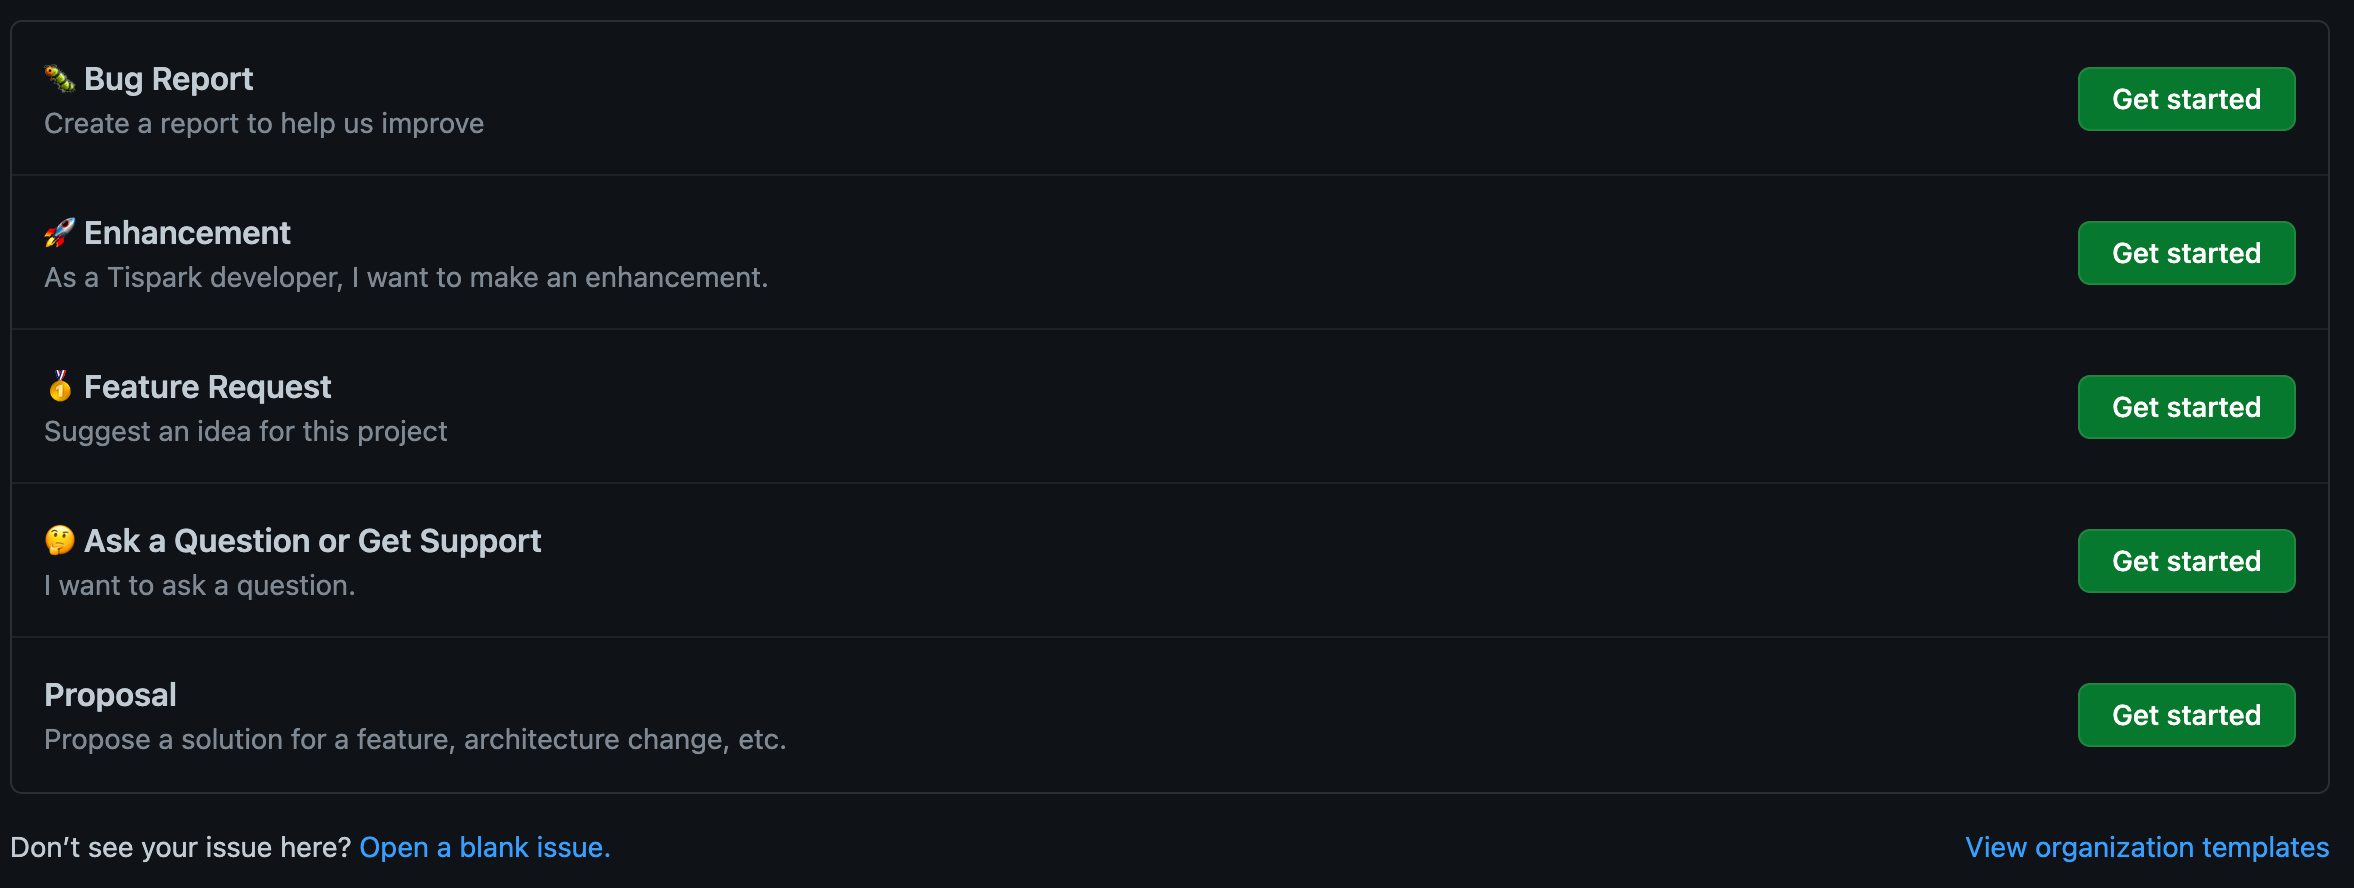 🐛 Bug Report
Create a report to help us improve
Get started
🚀 Enhancement
As a Tispark developer, I want to make an enhancement.
Get started
🥇 Feature Request
Suggest an idea for this project
Get started
🤔 Ask a Question or Get Support
I want to ask a question.
Get started
Proposal
Propose a solution for a feature, architecture change, etc.
Get started
Don’t see your issue here? Open a blank issue.
View organization templates